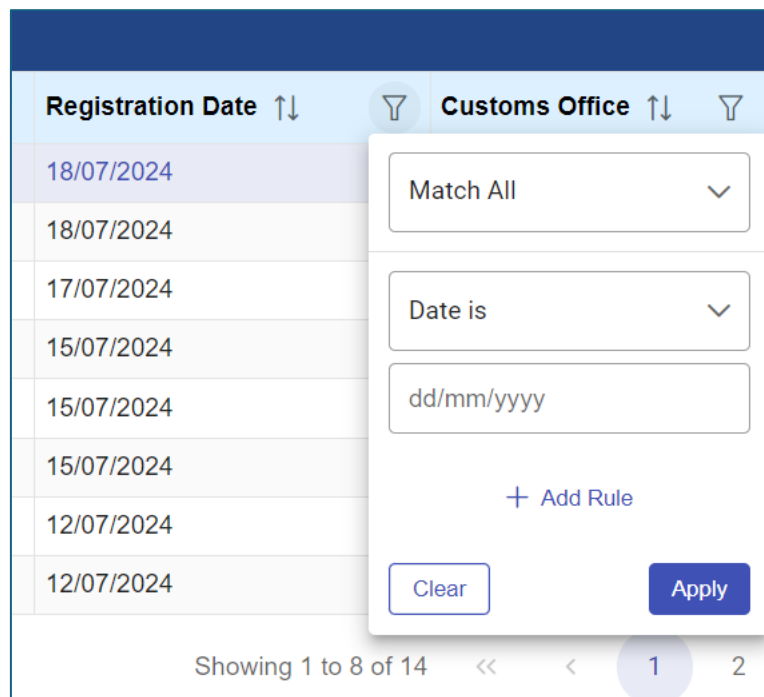 Registration Date
Customs Office
18/07/2024
18/07/2024
17/07/2024
15/07/2024
15/07/2024
15/07/2024
12/07/2024
12/07/2024
Match All
Date is
dd/mm/yyyy
+ Add Rule
Clear
Apply
Showing 1 to 8 of 14 << < 1 2